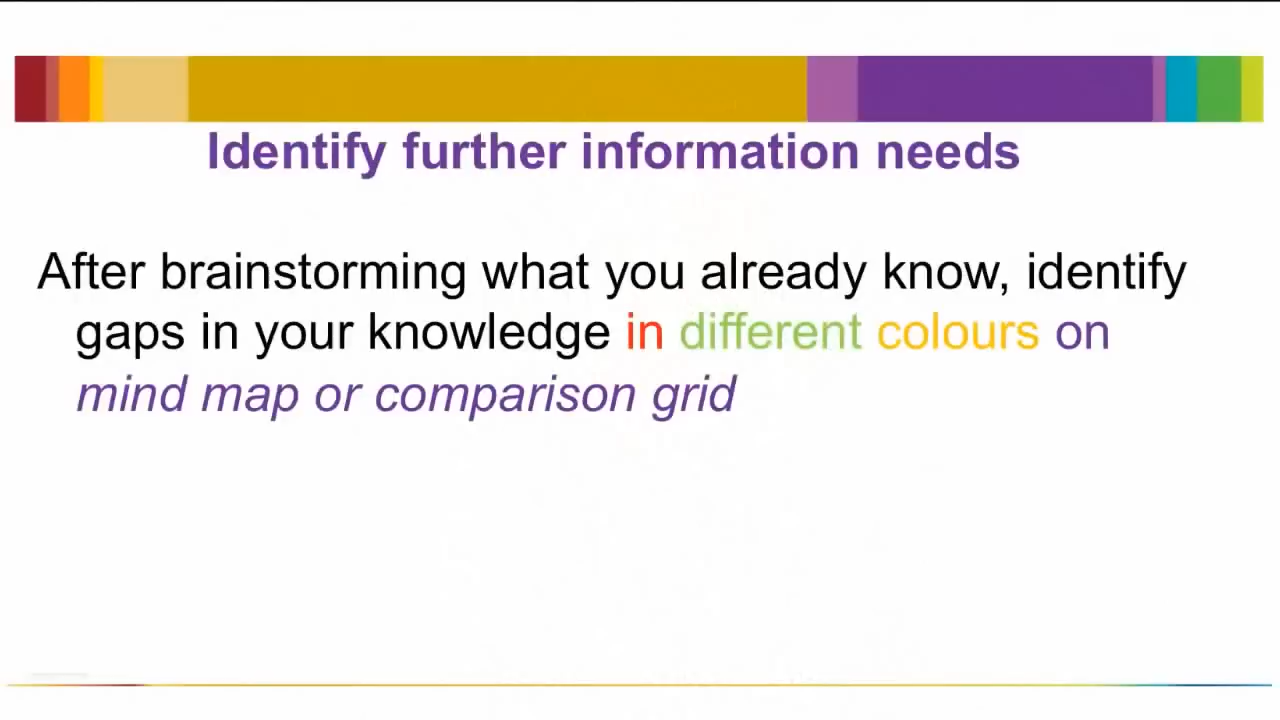 Identify further information needs
After brainstorming what you already know, identify
gaps in your knowledge in different colours on
mind map or comparison grid